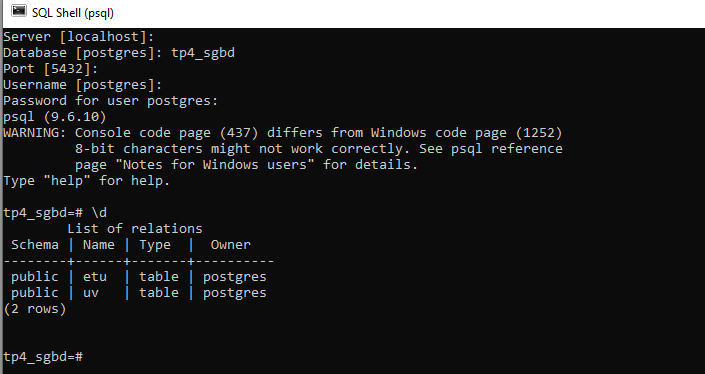 SQL Shell (psql)
Server [localhost]:
Database [postgres]: tp4_sgbd
Port [5432]:
Username [postgres]:
Password for user postgres:
psql (9.6.10)
WARNING: Console code page (437) differs from Windows code page (1252)
         8-bit characters might not work correctly. See psql reference
         page "Notes for Windows users" for details.
Type "help" for help.
tp4_sgbd=# \d
        List of relations
 Schema | Name | Type  |  Owner
--------+------+-------+----------
 public | etu  | table | postgres
 public | uv   | table | postgres
(2 rows)
tp4_sgbd=#